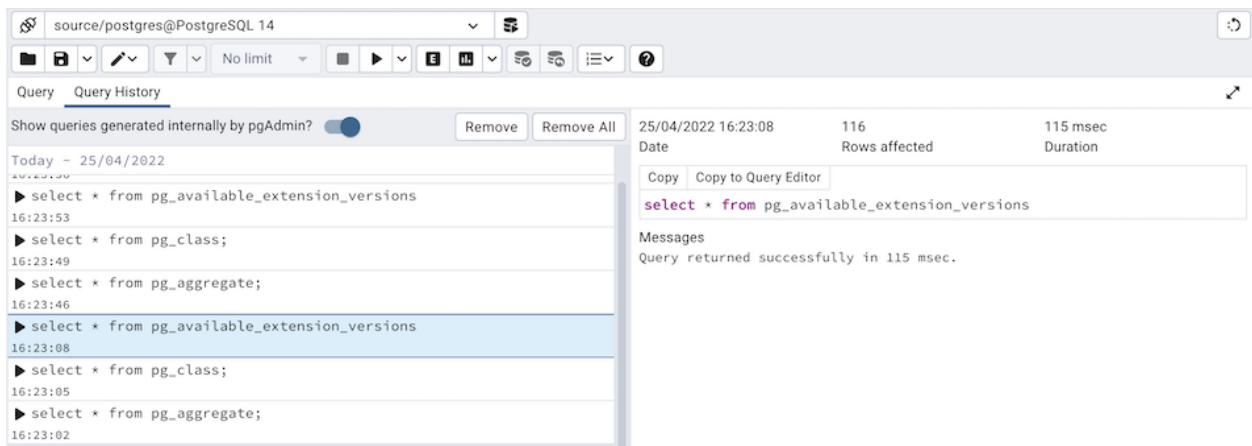 source/postgres@PostgreSQL 14
No limit
E
Query Query History
Show queries generated internally by pgAdmin? Remove Remove All
Today - 25/04/2022
select * from pg_available_extension_versions
16:23:53
select * from pg_class;
16:23:49
select * from pg_aggregate;
16:23:46
select * from pg_available_extension_versions
16:23:08
select * from pg_class;
16:23:05
select * from pg_aggregate;
16:23:02
25/04/2022 16:23:08 116 115 msec
Date Rows affected Duration
Copy Copy to Query Editor
select * from pg_available_extension_versions
Messages
Query returned successfully in 115 msec.